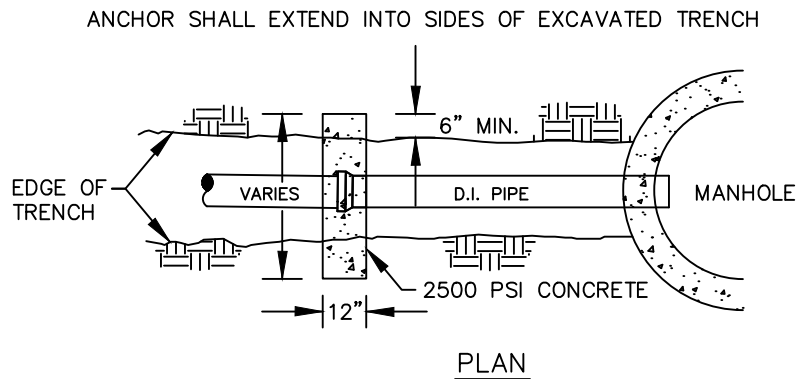 ANCHOR SHALL EXTEND INTO SIDES OF EXCAVATED TRENCH
6" MIN.
EDGE OF
TRENCH
VARIES
D.I. PIPE
MANHOLE
2500 PSI CONCRETE
12"
PLAN